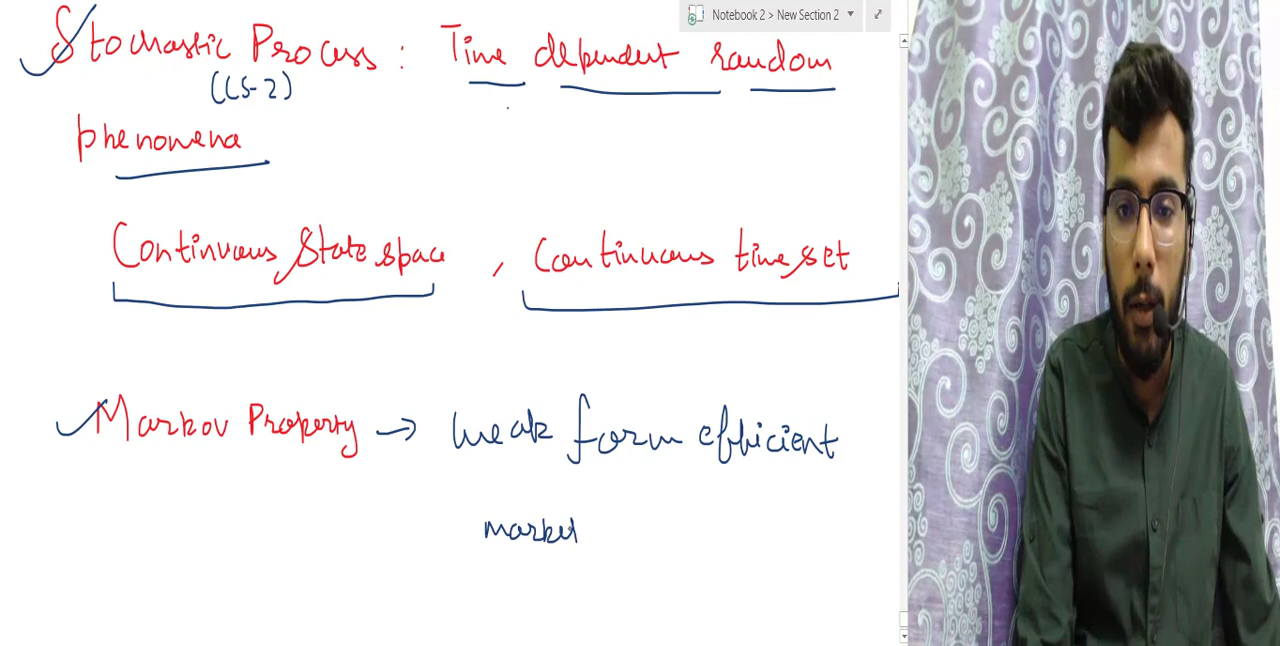 Notebook 2 > New Section 2
Stochastic Process : Time dependent random
(CS-2)
phenomena
Continuous State space , Continuous time set
Markov Property → Weak form efficient
market